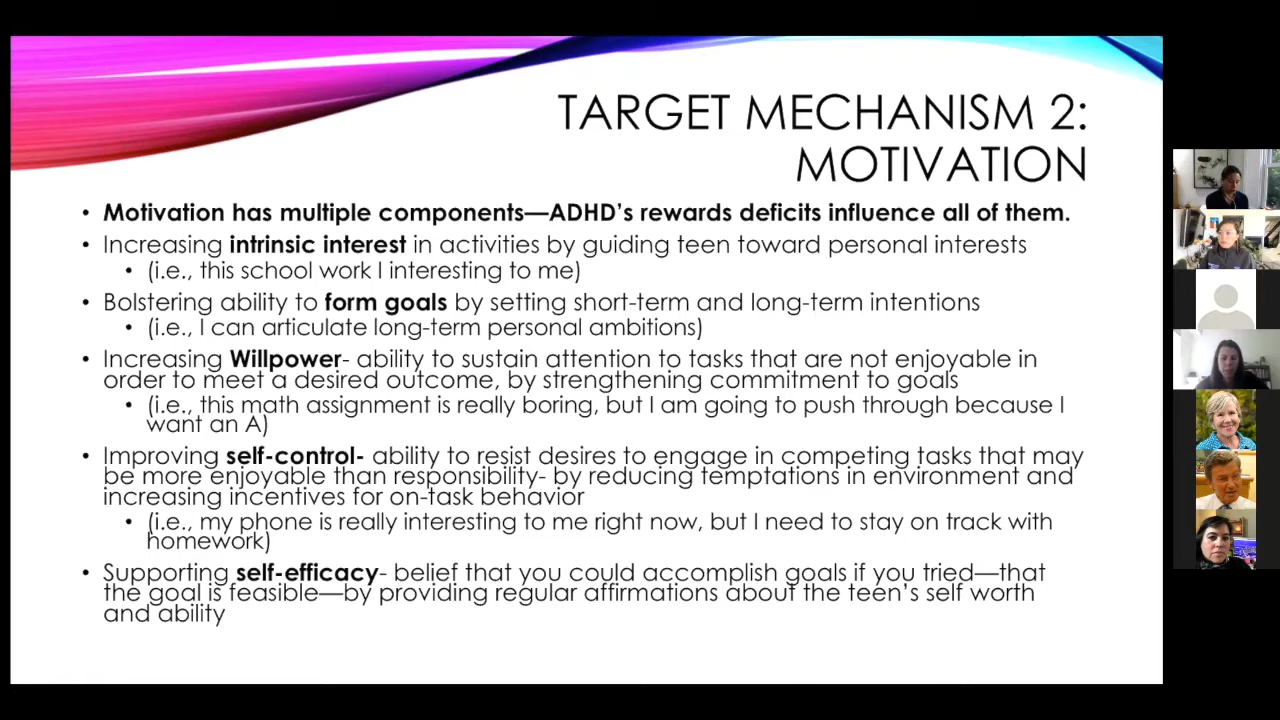 TARGET MECHANISM 2:
MOTIVATION
• Motivation has multiple components—ADHD's rewards deficits influence all of them.
• Increasing intrinsic interest in activities by guiding teen toward personal interests
• (i.e., this school work I interesting to me)
• Bolstering ability to form goals by setting short-term and long-term intentions
• (i.e., I can articulate long-term personal ambitions)
• Increasing Willpower- ability to sustain attention to tasks that are not enjoyable in
order to meet a desired outcome, by strengthening commitment to goals
• (i.e., this math assignment is really boring, but I am going to push through because I
want an A)
• Improving self-control- ability to resist desires to engage in competing tasks that may
be more enjoyable than responsibility- by reducing temptations in environment and
increasing incentives for on-task behavior
• (i.e., my phone is really interesting to me right now, but I need to stay on track with
homework)
• Supporting self-efficacy- belief that you could accomplish goals if you tried—that
the goal is feasible—by providing regular affirmations about the teen's self worth
and ability